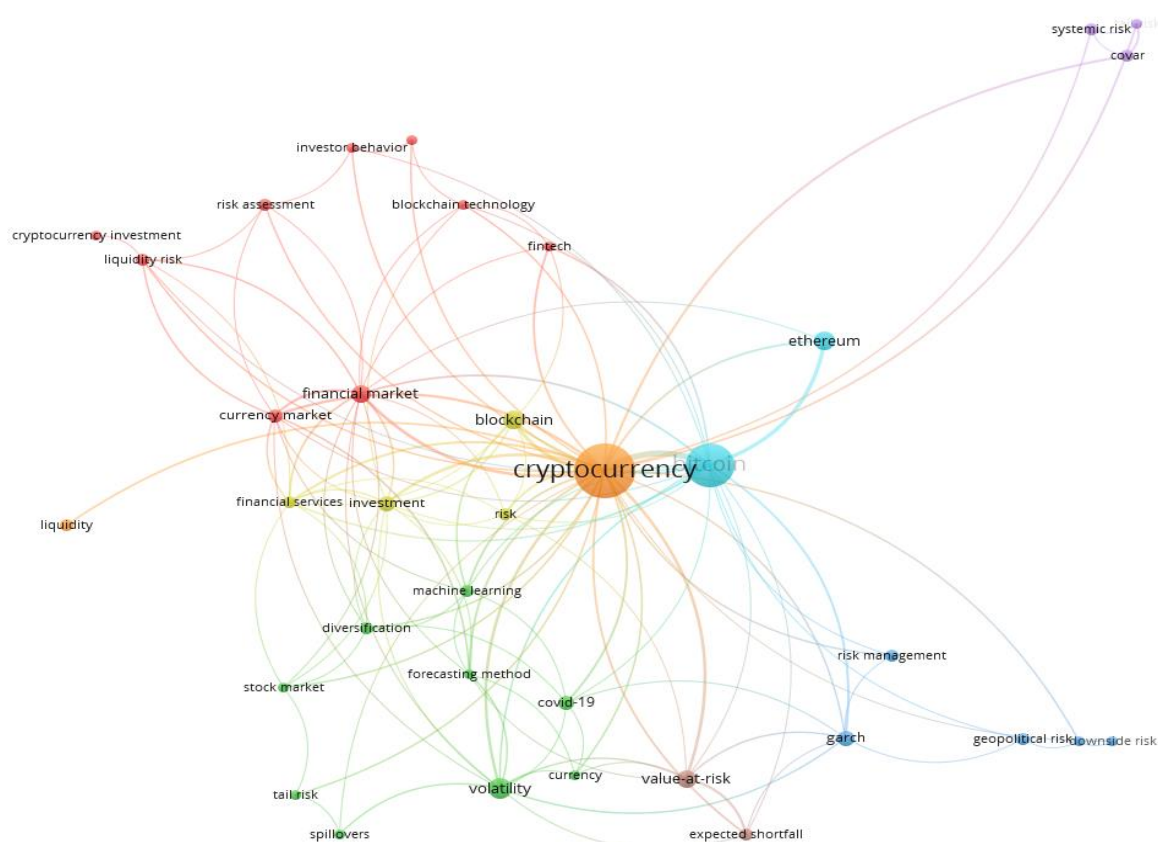 systemic risk
covar
investor behavior
risk assessment
blockchain technology
cryptocurrency investment
fintech
liquidity risk
ethereum
financial market
currency market
blockchain
cryptocurrency
bitcoin
financial services
investment
risk
liquidity
machine learning
diversification
risk management
forecasting method
stock market
covid-19
garch
geopolitical risk
downside risk
currency
value-at-risk
volatility
tail risk
spillovers
expected shortfall